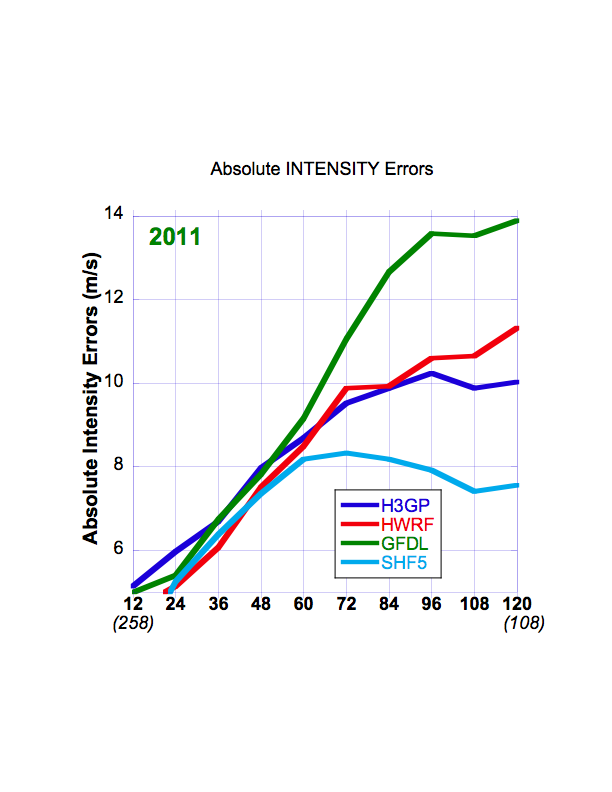 Absolute INTENSITY Errors
2011
Absolute Intensity Errors (m/s)
14
12
10
8
6
H3GP
HWRF
GFDL
SHF5
12 24 36 48 60 72 84 96 108 120
(258) (108)